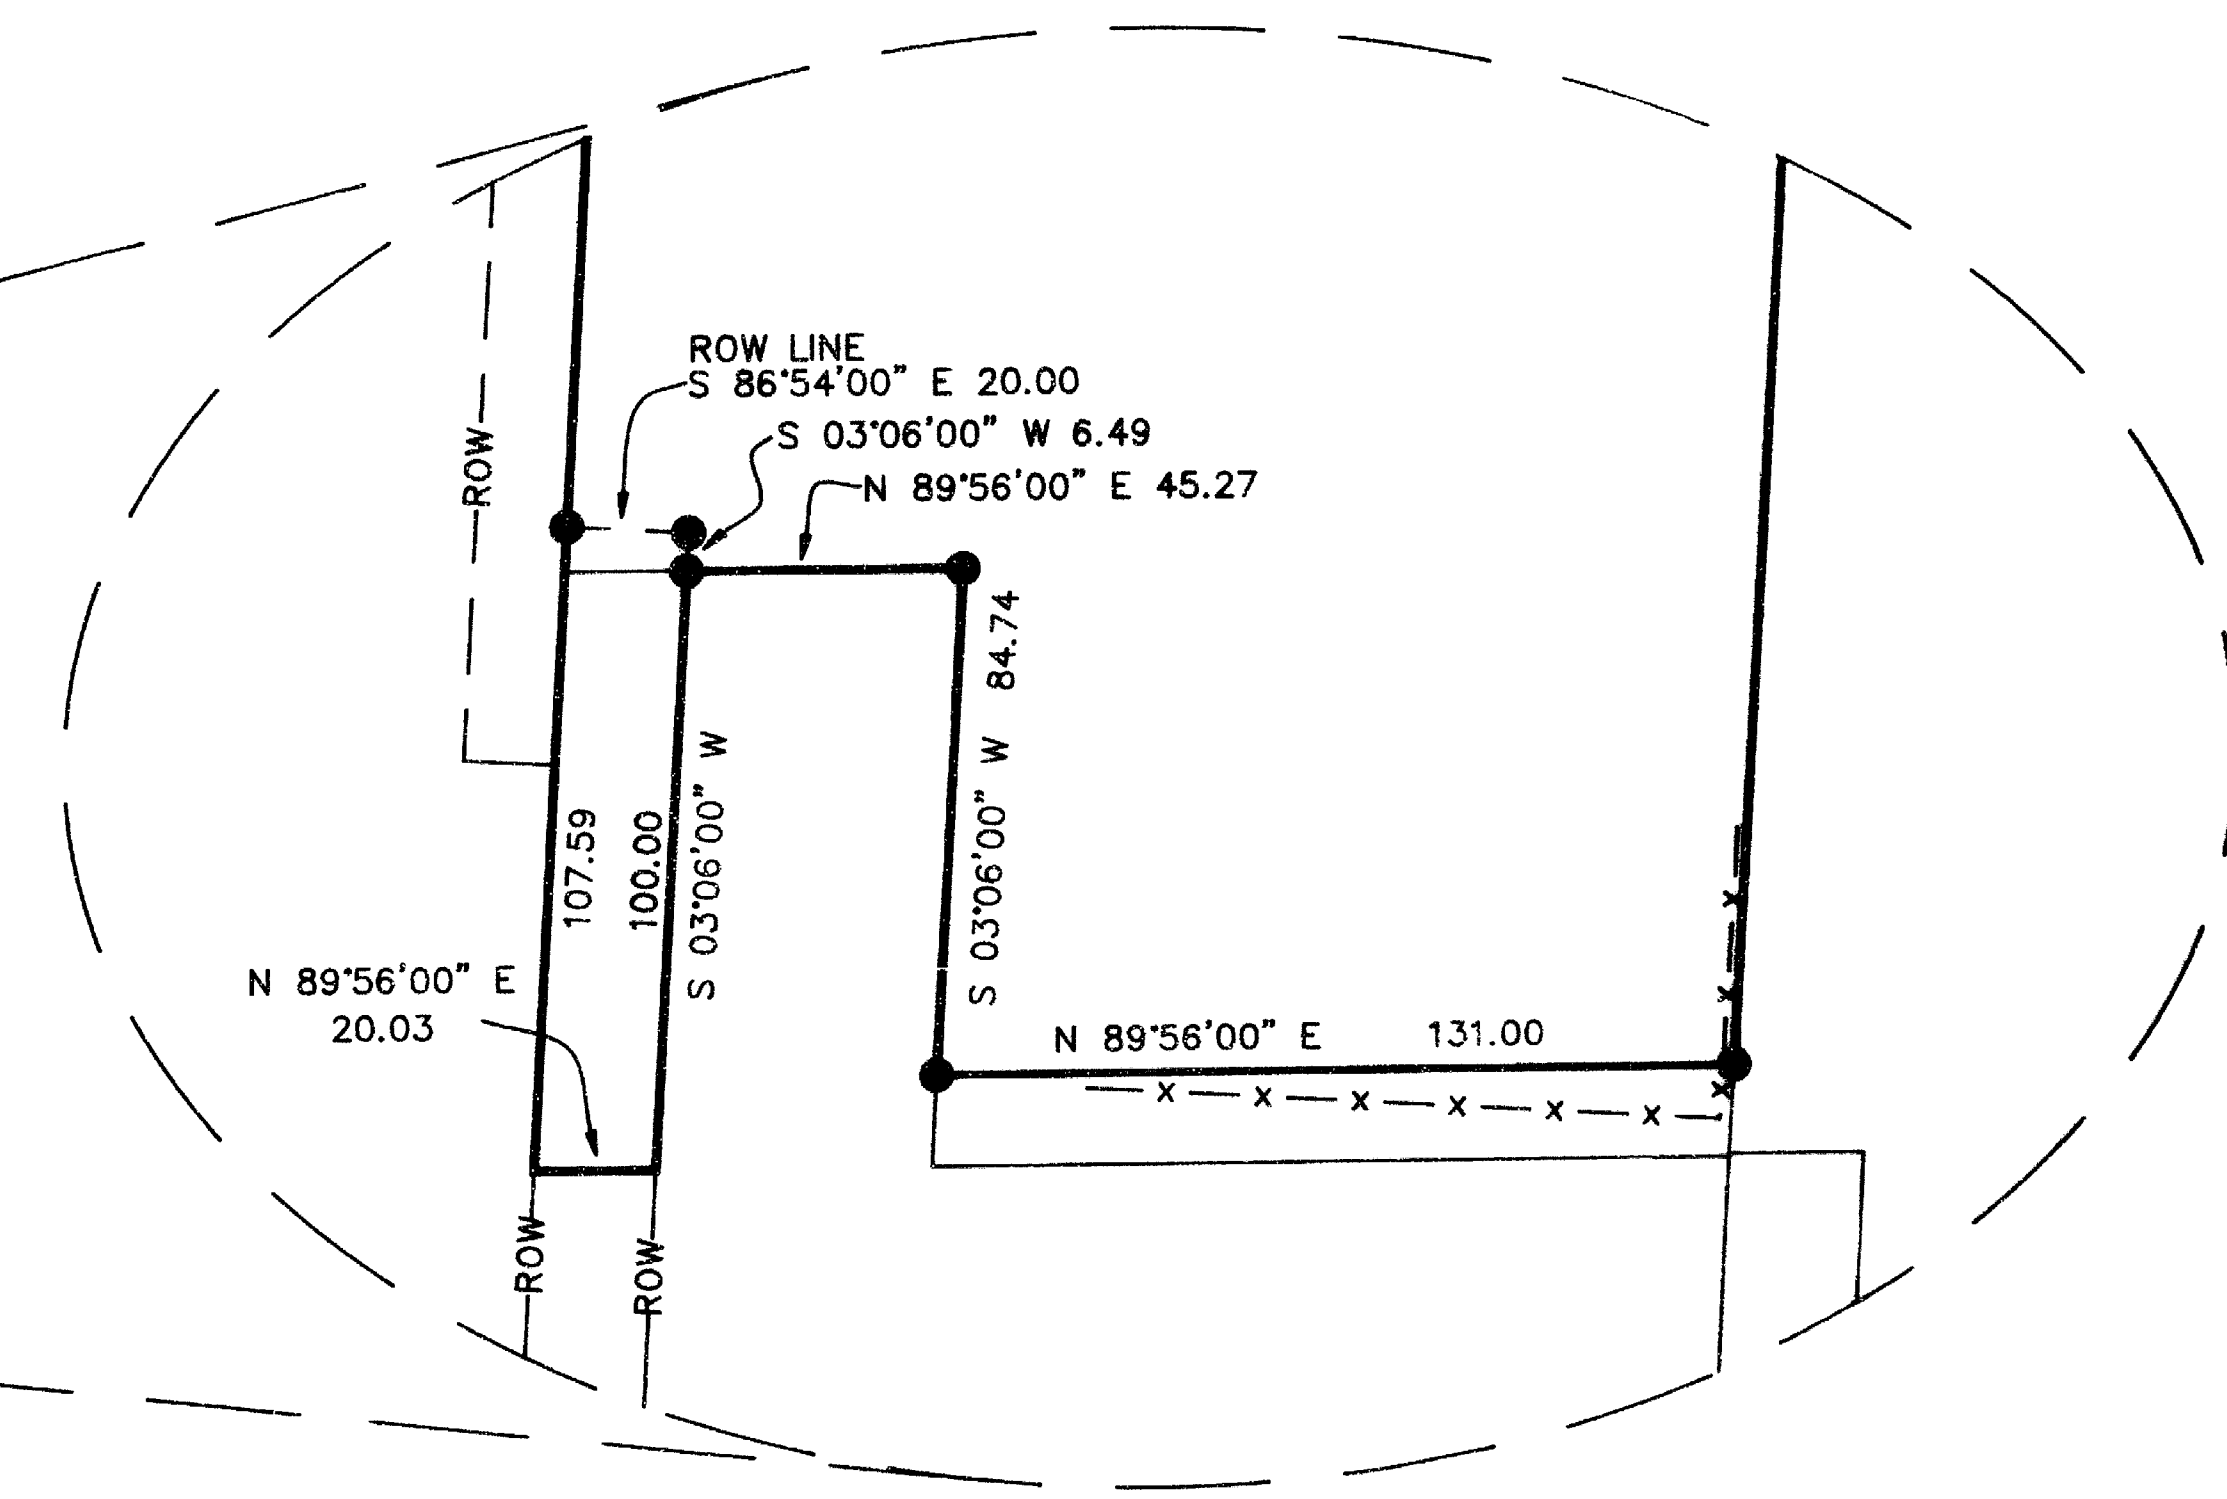 ROW LINE
S 86°54'00" E 20.00
S 03°06'00" W 6.49
N 89°56'00" E 45.27
ROW
84.74
S 03°06'00" W
107.59
100.00
S 03°06'00" W
N 89°56'00" E
20.03
N 89°56'00" E 131.00
x
x
x
x x x x x x
ROW
ROW